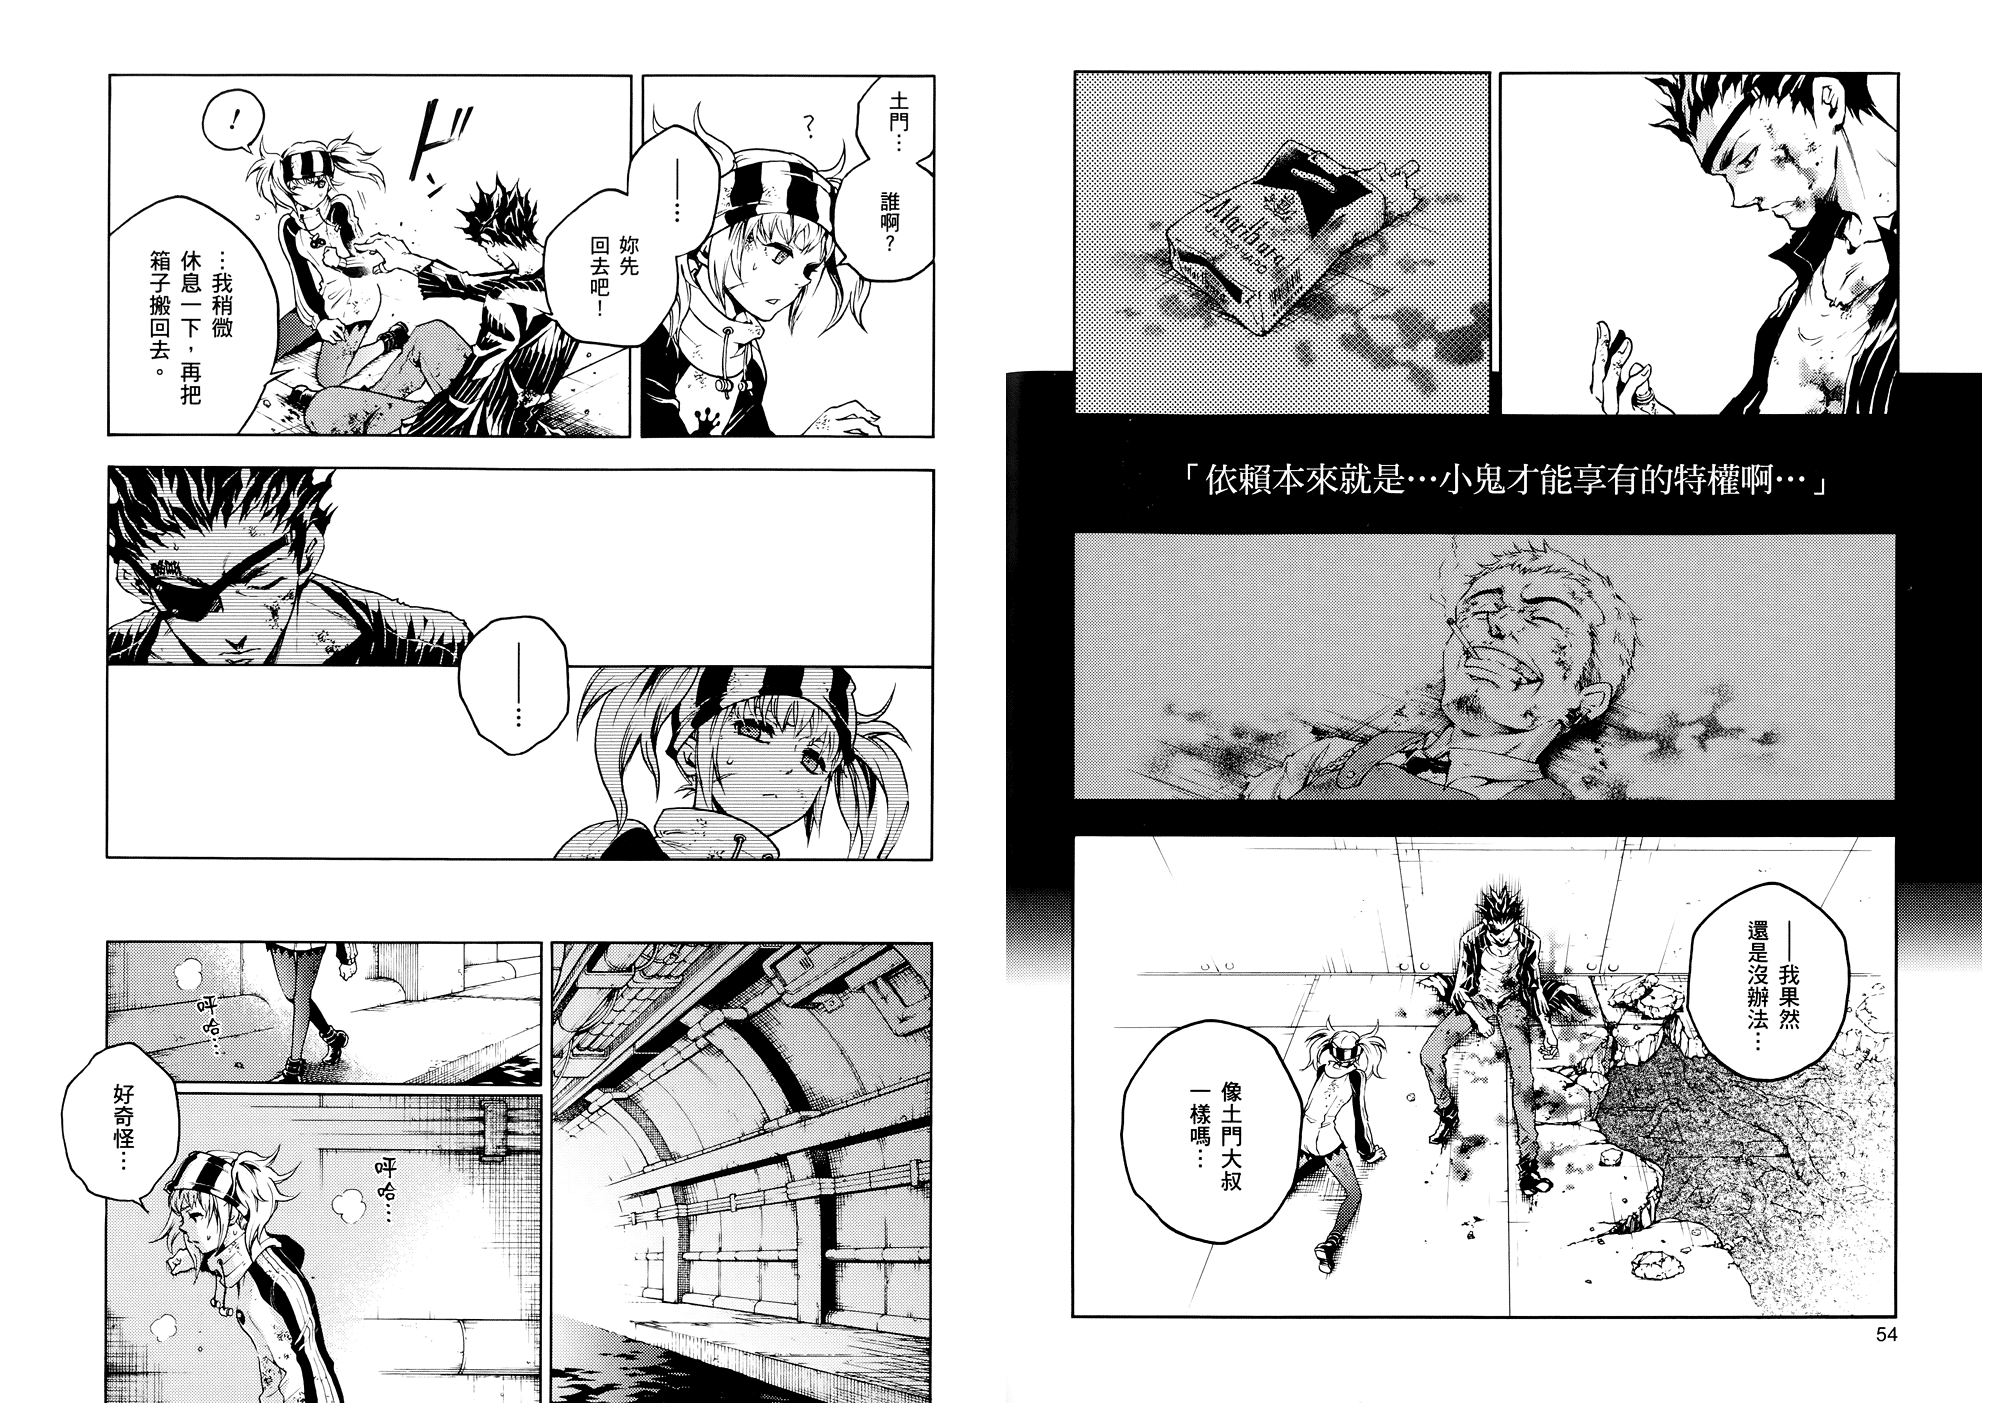 MarlBara
「依賴本來就是…小鬼才能享有的特權啊…」
——我果然
還是沒辦法…
像土門大叔
一樣嗎…
54
土門…
誰啊？
？
——…
妳先
回去吧！
ドン
！
…我稍微
休息一下，再把
箱子搬回去。
——…
呼
哈…
呼
哈…
好奇怪…